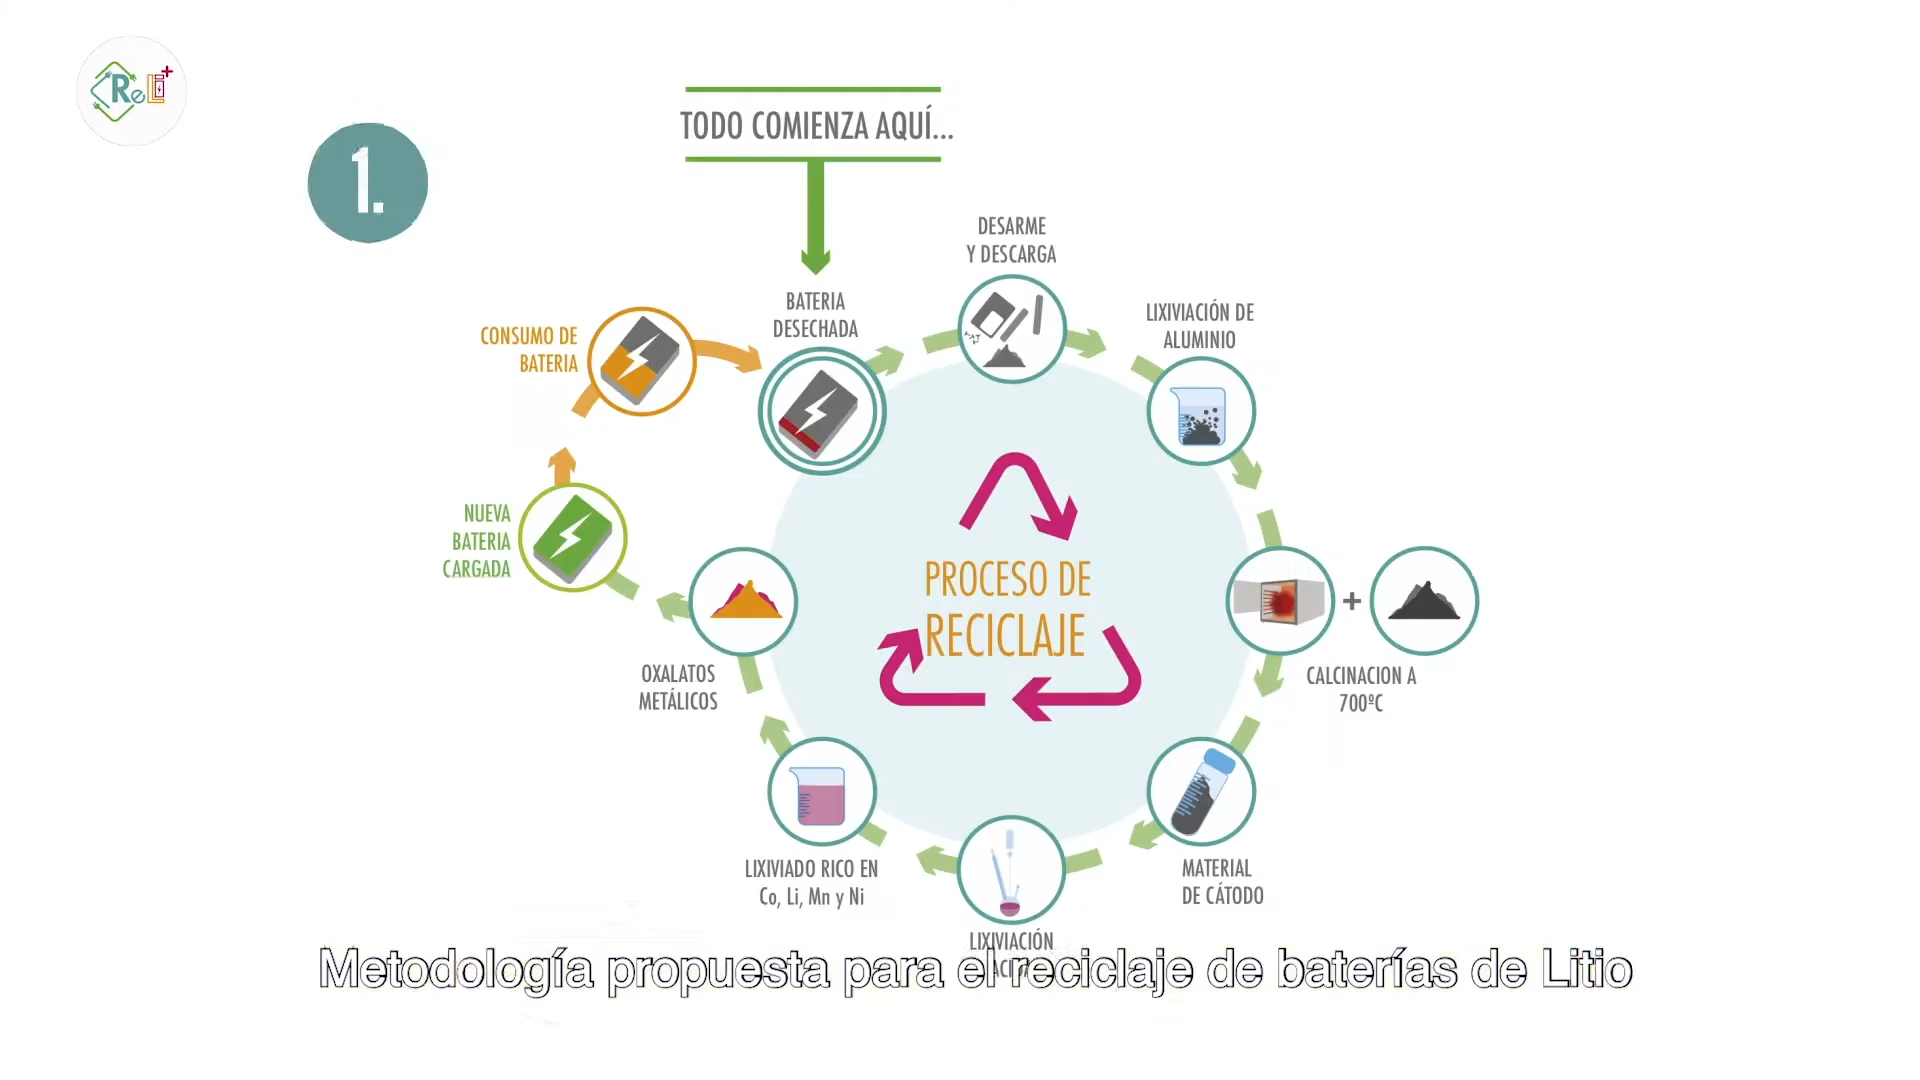 ReLi+
1.
TODO COMIENZA AQUÍ...
DESARME
Y DESCARGA
BATERIA
DESECHADA
LIXIVIACIÓN DE
ALUMINIO
CONSUMO DE
BATERIA
NUEVA
BATERIA
CARGADA
PROCESO DE
RECICLAJE
+
CALCINACION A
700ºC
OXALATOS
METÁLICOS
LIXIVIADO RICO EN
Co, Li, Mn y Ni
MATERIAL
DE CÁTODO
LIXIVIACIÓN
Metodología propuesta para el reciclaje de baterías de Litio